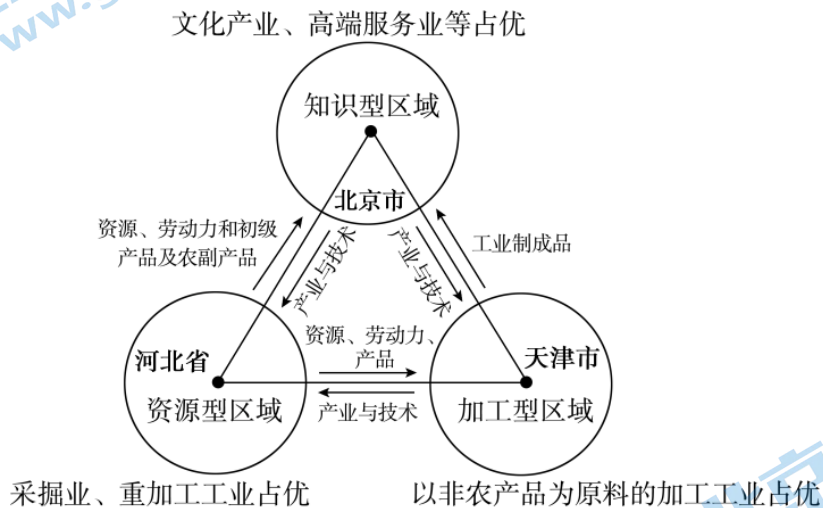 www.
文化产业、高端服务业等占优
知识型区域
北京市
资源、劳动力和初级
产品及农副产品
产业与技术
产业与技术
工业制成品
资源、劳动力、
产品
河北省
天津市
资源型区域
产业与技术
加工型区域
采掘业、重加工工业占优
以非农产品为原料的加工工业占优